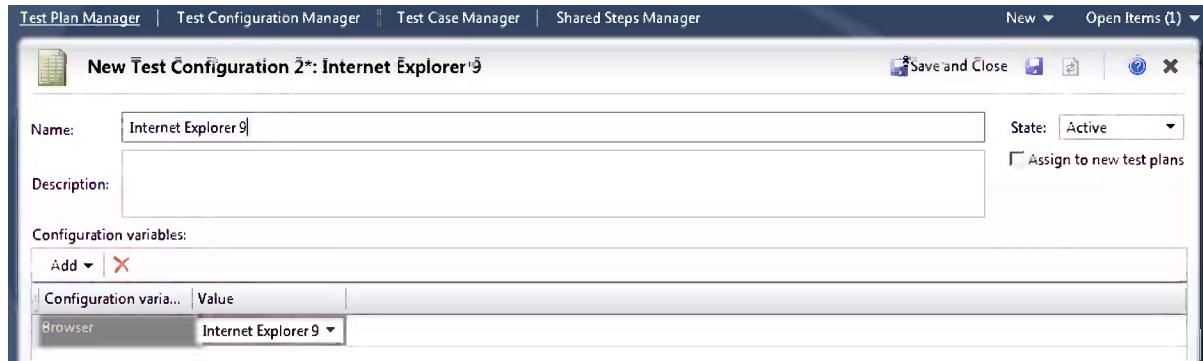 Test Plan Manager | Test Configuration Manager | Test Case Manager | Shared Steps Manager New Open Items (1)
New Test Configuration 2*: Internet Explorer 9 Save and Close
Name: Internet Explorer 9 State: Active
Assign to new test plans
Description:
Configuration variables:
Add
Configuration varia... Value
Browser Internet Explorer 9